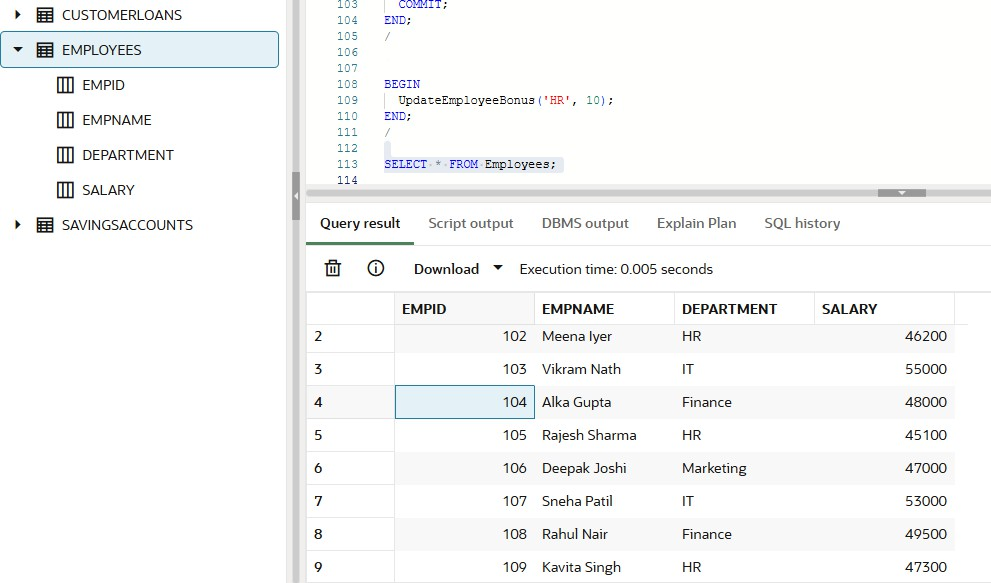 CUSTOMERLOANS
EMPLOYEES
EMPID
EMPNAME
DEPARTMENT
SALARY
SAVINGSACCOUNTS
103 COMMIT;
104 END;
105 /
106
107
108 BEGIN
109 UpdateEmployeeBonus('HR', 10);
110 END;
111 /
112
113 SELECT * FROM Employees;
114
Query result Script output DBMS output Explain Plan SQL history
Download Execution time: 0.005 seconds
EMPID EMPNAME DEPARTMENT SALARY
2 102 Meena Iyer HR 46200
3 103 Vikram Nath IT 55000
4 104 Alka Gupta Finance 48000
5 105 Rajesh Sharma HR 45100
6 106 Deepak Joshi Marketing 47000
7 107 Sneha Patil IT 53000
8 108 Rahul Nair Finance 49500
9 109 Kavita Singh HR 47300